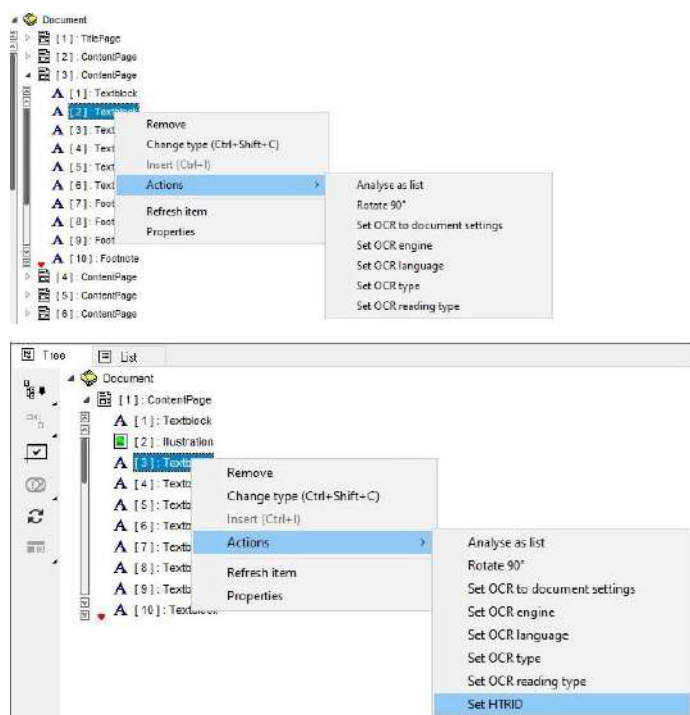 Document
[1] : TitlePage
[2] : ContentPage
[3] : ContentPage
A [1] : Textblock
A [2] : Textblock
A [3] : Text
A [4] : Text
A [5] : Text
A [6] : Text
A [7] : Foot
A [8] : Foot
A [9] : Foot
A [10] : Footnote
[4] : ContentPage
[5] : ContentPage
[6] : ContentPage
Remove
Change type (Ctrl+Shift+C)
Insert (Ctrl+I)
Actions
Refresh item
Properties
Analyse as list
Rotate 90°
Set OCR to document settings
Set OCR engine
Set OCR language
Set OCR type
Set OCR reading type
Tree List
Document
[1] : ContentPage
A [1] : Textblock
[2] : Illustration
A [3] : Textb
A [4] : Textb
A [5] : Textb
A [6] : Textb
A [7] : Textb
A [8] : Textb
A [9] : Textb
A [10] : Textblock
Remove
Change type (Ctrl+Shift+C)
Insert (Ctrl+I)
Actions
Refresh item
Properties
Analyse as list
Rotate 90°
Set OCR to document settings
Set OCR engine
Set OCR language
Set OCR type
Set OCR reading type
Set HTRID